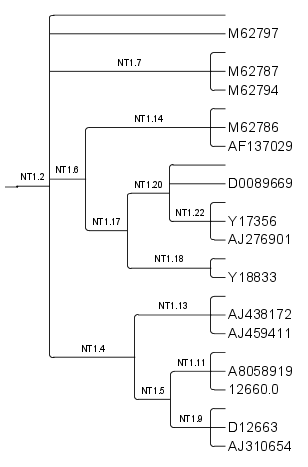 M62797
NT1.7
M62787
M62794
NT1.14
M62786
AF137029
NT1.2
NT1.6
NT1.20
D0089669
NT1.17
NT1.22
Y17356
AJ276901
NT1.18
Y18833
NT1.13
AJ438172
AJ459411
NT1.4
NT1.11
A8058919
12660.0
NT1.5
NT1.9
D12663
AJ310654